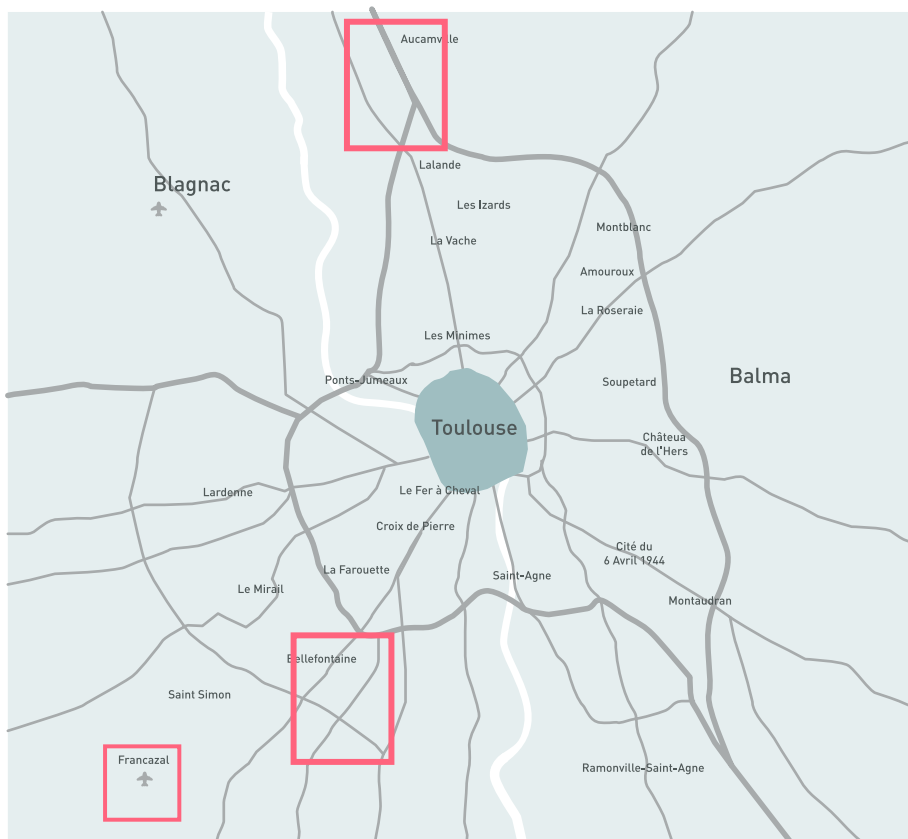 Aucamville
Lalande
Blagnac
Les Izards
Montblanc
La Vache
Amouroux
La Roseraie
Les Minimes
Ponts-Jumeaux
Soupetard
Balma
Toulouse
Châteua
de l'Hers
Lardenne
Le Fer à Cheval
Croix de Pierre
Cité du
6 Avril 1944
La Farouette
Saint-Agne
Le Mirail
Montaudran
Bellefontaine
Saint Simon
Francazal
Ramonville-Saint-Agne